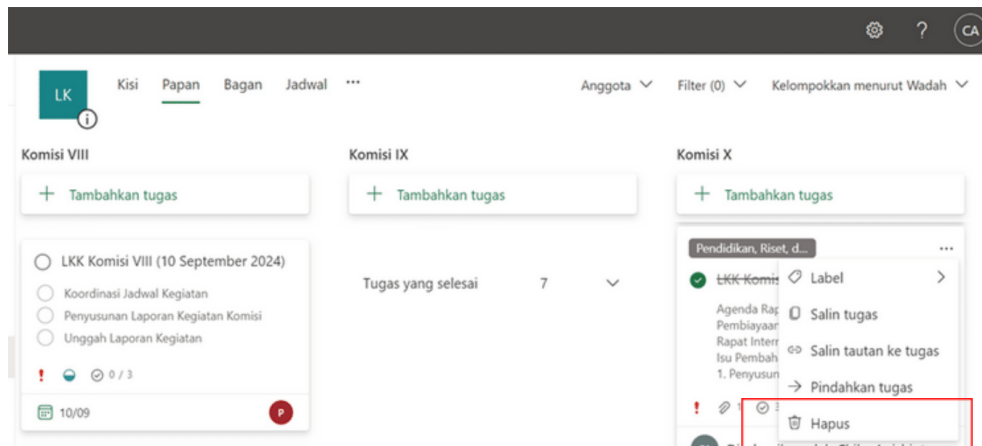 CA
LK
Kisi Papan Bagan Jadwal ...
Anggota Filter (0) Kelompokkan menurut Wadah
Komisi VIII
Komisi IX
Komisi X
+ Tambahkan tugas
+ Tambahkan tugas
+ Tambahkan tugas
LKK Komisi VIII (10 September 2024)
Koordinasi Jadwal Kegiatan
Penyusunan Laporan Kegiatan Komisi
Unggah Laporan Kegiatan
0 / 3
10/09
P
Tugas yang selesai 7
Pendidikan, Riset, d...
LKK Komis
Agenda Rap
Pembiayaan
Rapat Intern
Isu Pembah
1. Penyusun
Label
Salin tugas
Salin tautan ke tugas
Pindahkan tugas
Hapus